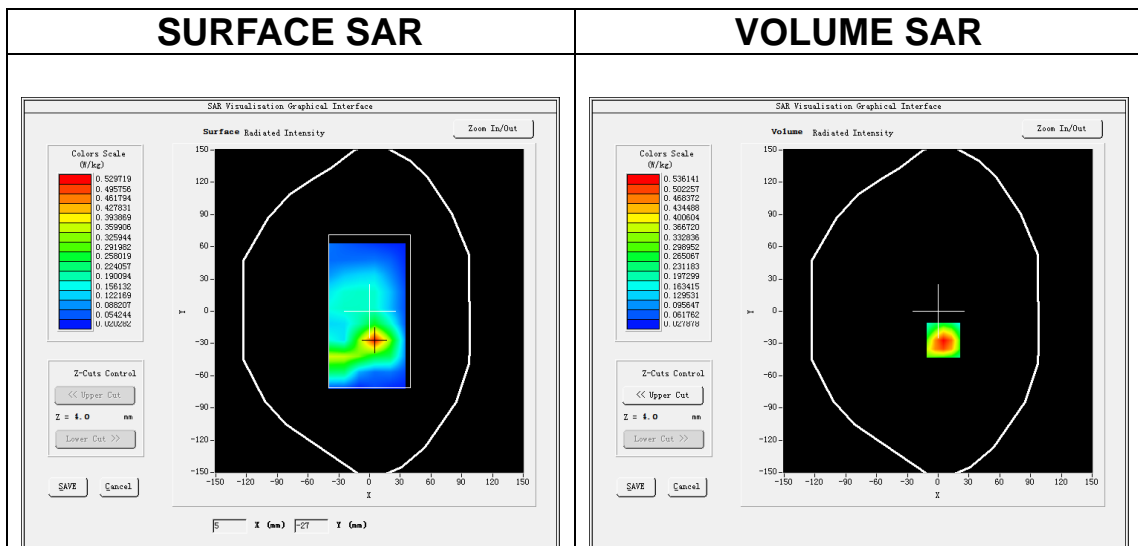 SURFACE SAR
VOLUME SAR
SAR Visualisation Graphical Interface
Surface Radiated Intensity
Zoom In/Out
Colors Scale
(W/kg)
0.529719
0.495756
0.461794
0.427831
0.393869
0.359906
0.325944
0.291982
0.258019
0.224057
0.190094
0.156132
0.122169
0.088207
0.054244
0.020282
Z-Cuts Control
<< Upper Cut
Z = 4.0 mm
Lower Cut >>
SAVE
Cancel
150
120
90
60
30
0
-30
-60
-90
-120
-150
Y
-150 -120 -90 -60 -30 0 30 60 90 120 150
X
5 X (mm) -27 Y (mm)
SAR Visualisation Graphical Interface
Volume Radiated Intensity
Zoom In/Out
Colors Scale
(W/kg)
0.536141
0.502257
0.468372
0.434488
0.400604
0.366720
0.332836
0.298952
0.265067
0.231183
0.197299
0.163415
0.129531
0.095647
0.061762
0.027878
Z-Cuts Control
<< Upper Cut
Z = 4.0 mm
Lower Cut >>
SAVE
Cancel
150
120
90
60
30
0
-30
-60
-90
-120
-150
Y
-150 -120 -90 -60 -30 0 30 60 90 120 150
X